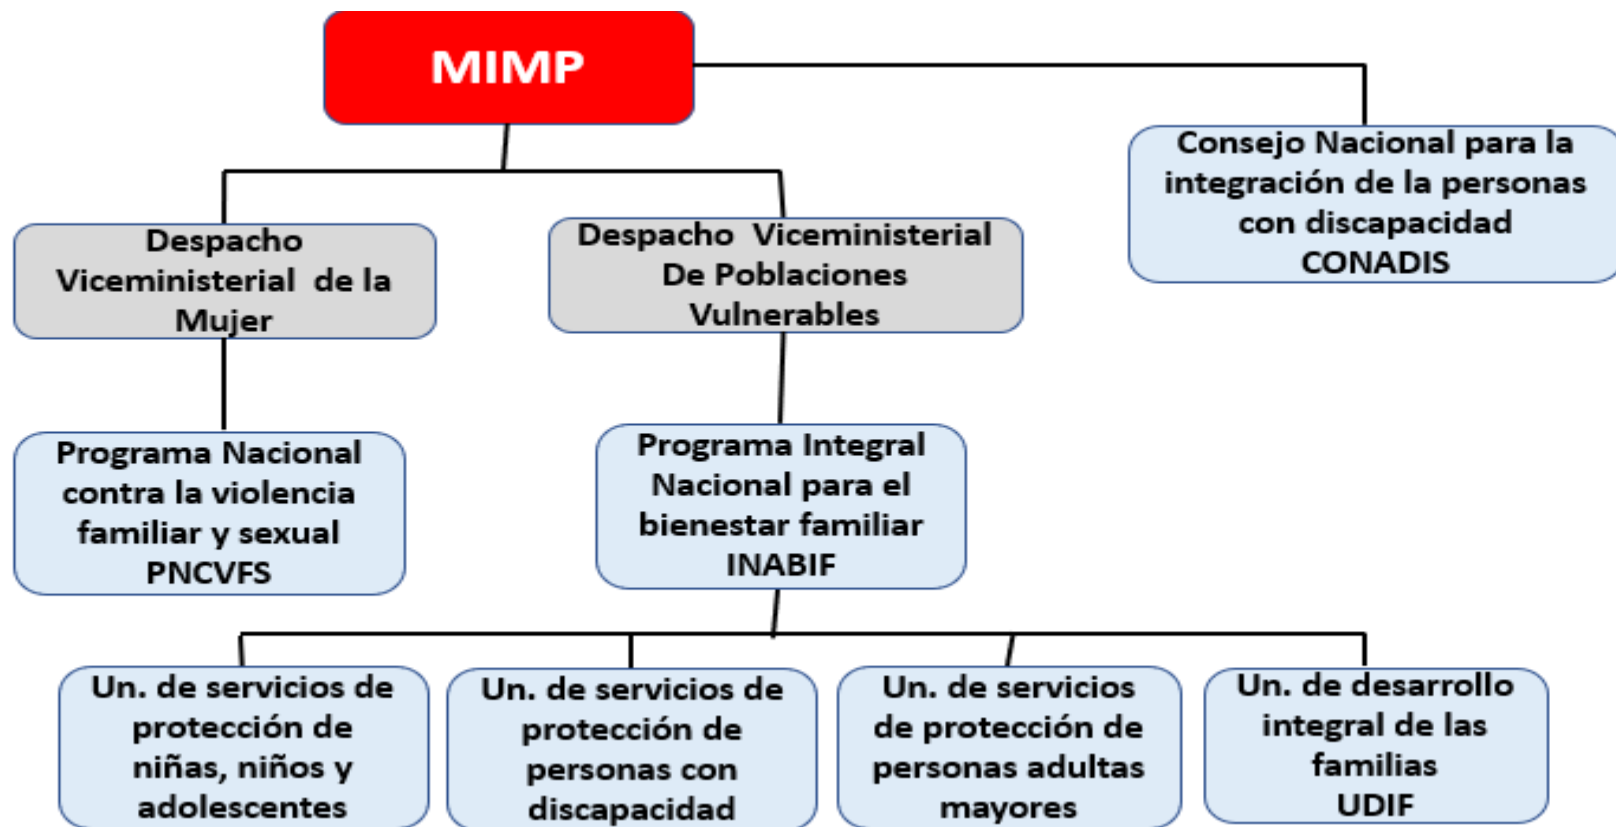 MIMP
Consejo Nacional para la
integración de la personas
con discapacidad
CONADIS
Despacho
Viceministerial de la
Mujer
Despacho Viceministerial
De Poblaciones
Vulnerables
Programa Nacional
contra la violencia
familiar y sexual
PNCVFS
Programa Integral
Nacional para el
bienestar familiar
INABIF
Un. de servicios de
protección de
niñas, niños y
adolescentes
Un. de servicios de
protección de
personas con
discapacidad
Un. de servicios
de protección de
personas adultas
mayores
Un. de desarrollo
integral de las
familias
UDIF